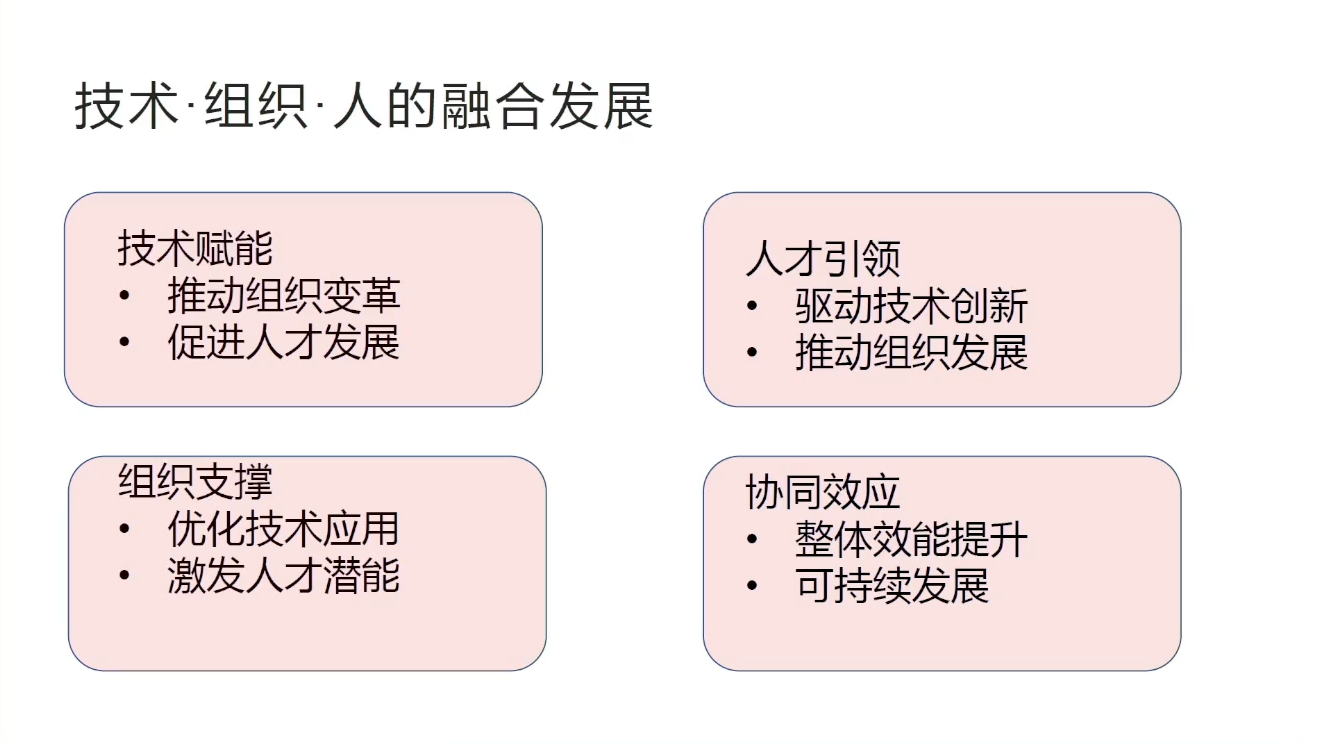 技术·组织·人的融合发展
技术赋能
• 推动组织变革
• 促进人才发展
人才引领
• 驱动技术创新
• 推动组织发展
组织支撑
• 优化技术应用
• 激发人才潜能
协同效应
• 整体效能提升
• 可持续发展